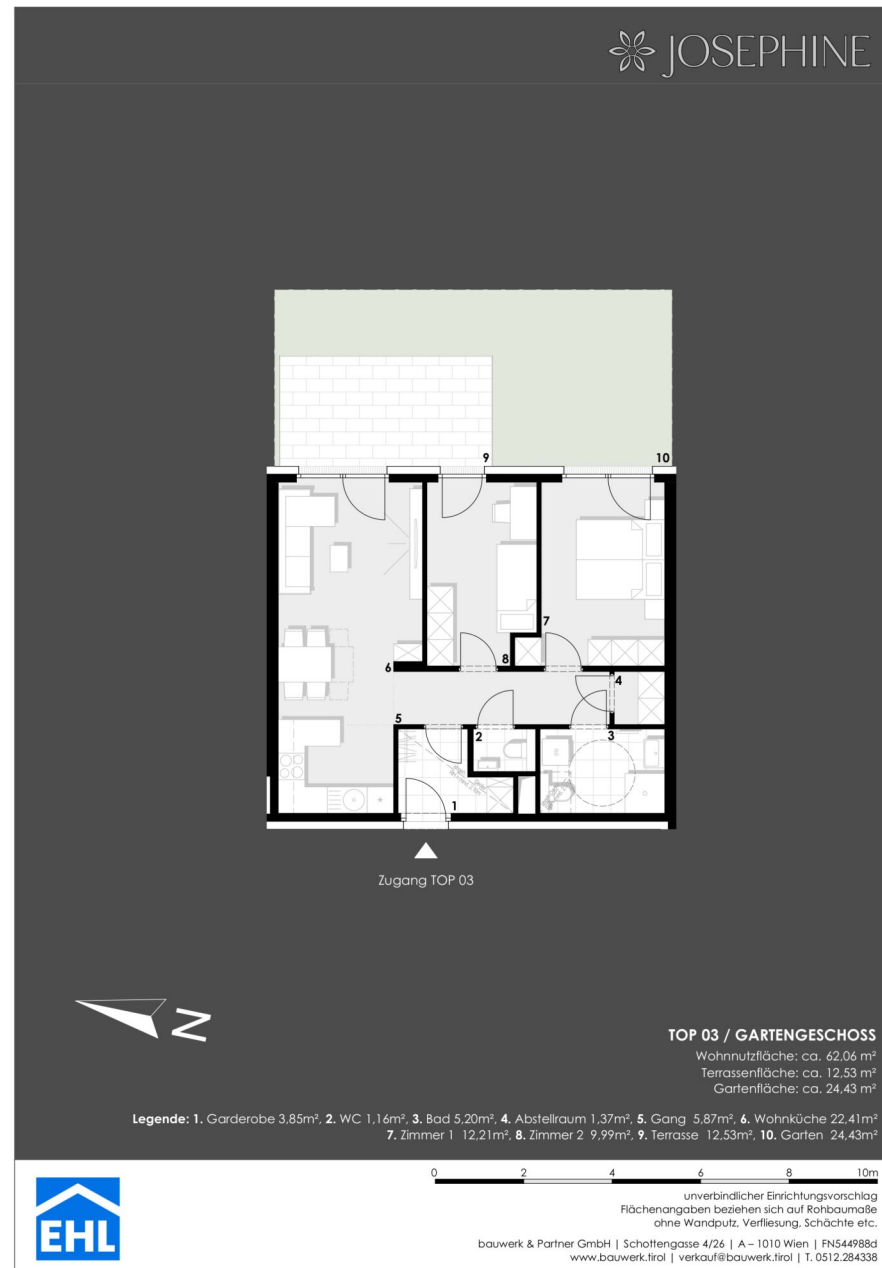 JOSEPHINE
9
10
7
8
6
4
5
2
3
1
Zugang TOP 03
N
TOP 03 / GARTENGESCHOSS
Wohnnutzfläche: ca. 62,06 m²
Terrassenfläche: ca. 12,53 m²
Gartenfläche: ca. 24,43 m²
Legende: 1. Garderobe 3,85m², 2. WC 1,16m², 3. Bad 5,20m², 4. Abstellraum 1,37m², 5. Gang 5,87m², 6. Wohnküche 22,41m²
7. Zimmer 1 12,21m², 8. Zimmer 2 9,99m², 9. Terrasse 12,53m², 10. Garten 24,43m²
0 2 4 6 8 10m
unverbindlicher Einrichtungsvorschlag
Flächenangaben beziehen sich auf Rohbaumaße
ohne Wandputz, Verfliesung, Schächte etc.
EHL
bauwerk & Partner GmbH | Schottengasse 4/26 | A – 1010 Wien | FN544988d
www.bauwerk.tirol | verkauf@bauwerk.tirol | T. 0512.284338